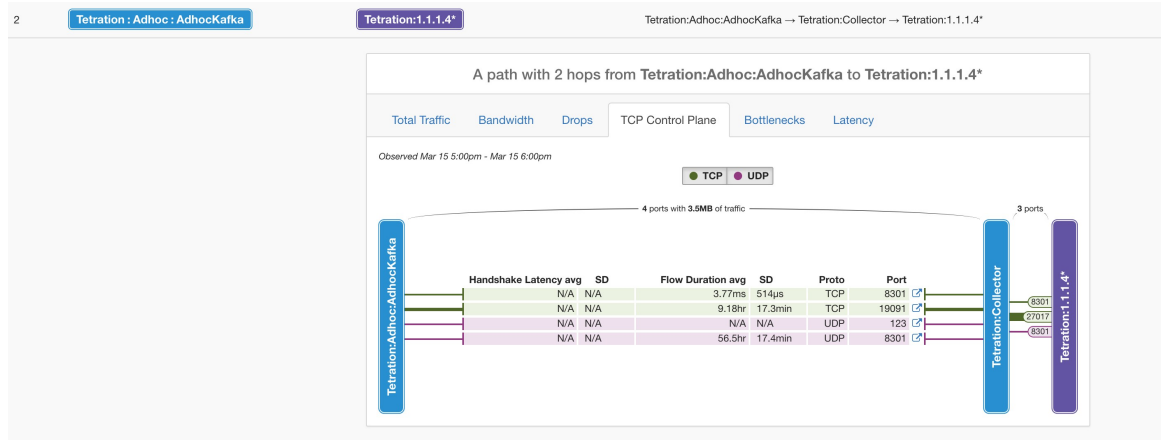 2 Tetration : Adhoc : AdhocKafka Tetration:1.1.1.4* Tetration:Adhoc:AdhocKafka → Tetration:Collector → Tetration:1.1.1.4*
A path with 2 hops from Tetration:Adhoc:AdhocKafka to Tetration:1.1.1.4*
Total Traffic Bandwidth Drops TCP Control Plane Bottlenecks Latency
Observed Mar 15 5:00pm - Mar 15 6:00pm
TCP UDP
4 ports with 3.5MB of traffic 3 ports
Tetration:Adhoc:AdhocKafka
Handshake Latency avg SD Flow Duration avg SD Proto Port
N/A N/A 3.77ms 514µs TCP 8301
N/A N/A 9.18hr 17.3min TCP 19091
N/A N/A N/A N/A UDP 123
N/A N/A 56.5hr 17.4min UDP 8301
Tetration:Collector
8301
27017
8301
Tetration:1.1.1.4*